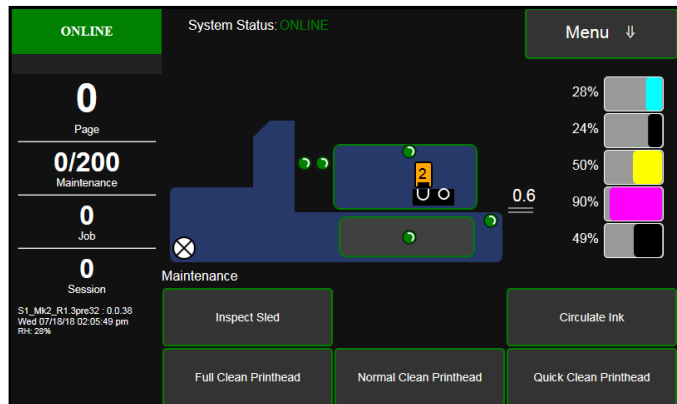 ONLINE
System Status: ONLINE
Menu ⇓
0
Page
0/200
Maintenance
0
Job
0
Session
S1_Mk2_R1.3pre32 : 0.0.38
Wed 07/18/18 02:05:49 pm
RH: 28%
2
0.6
28%
24%
50%
90%
49%
Maintenance
Inspect Sled
Circulate Ink
Full Clean Printhead
Normal Clean Printhead
Quick Clean Printhead